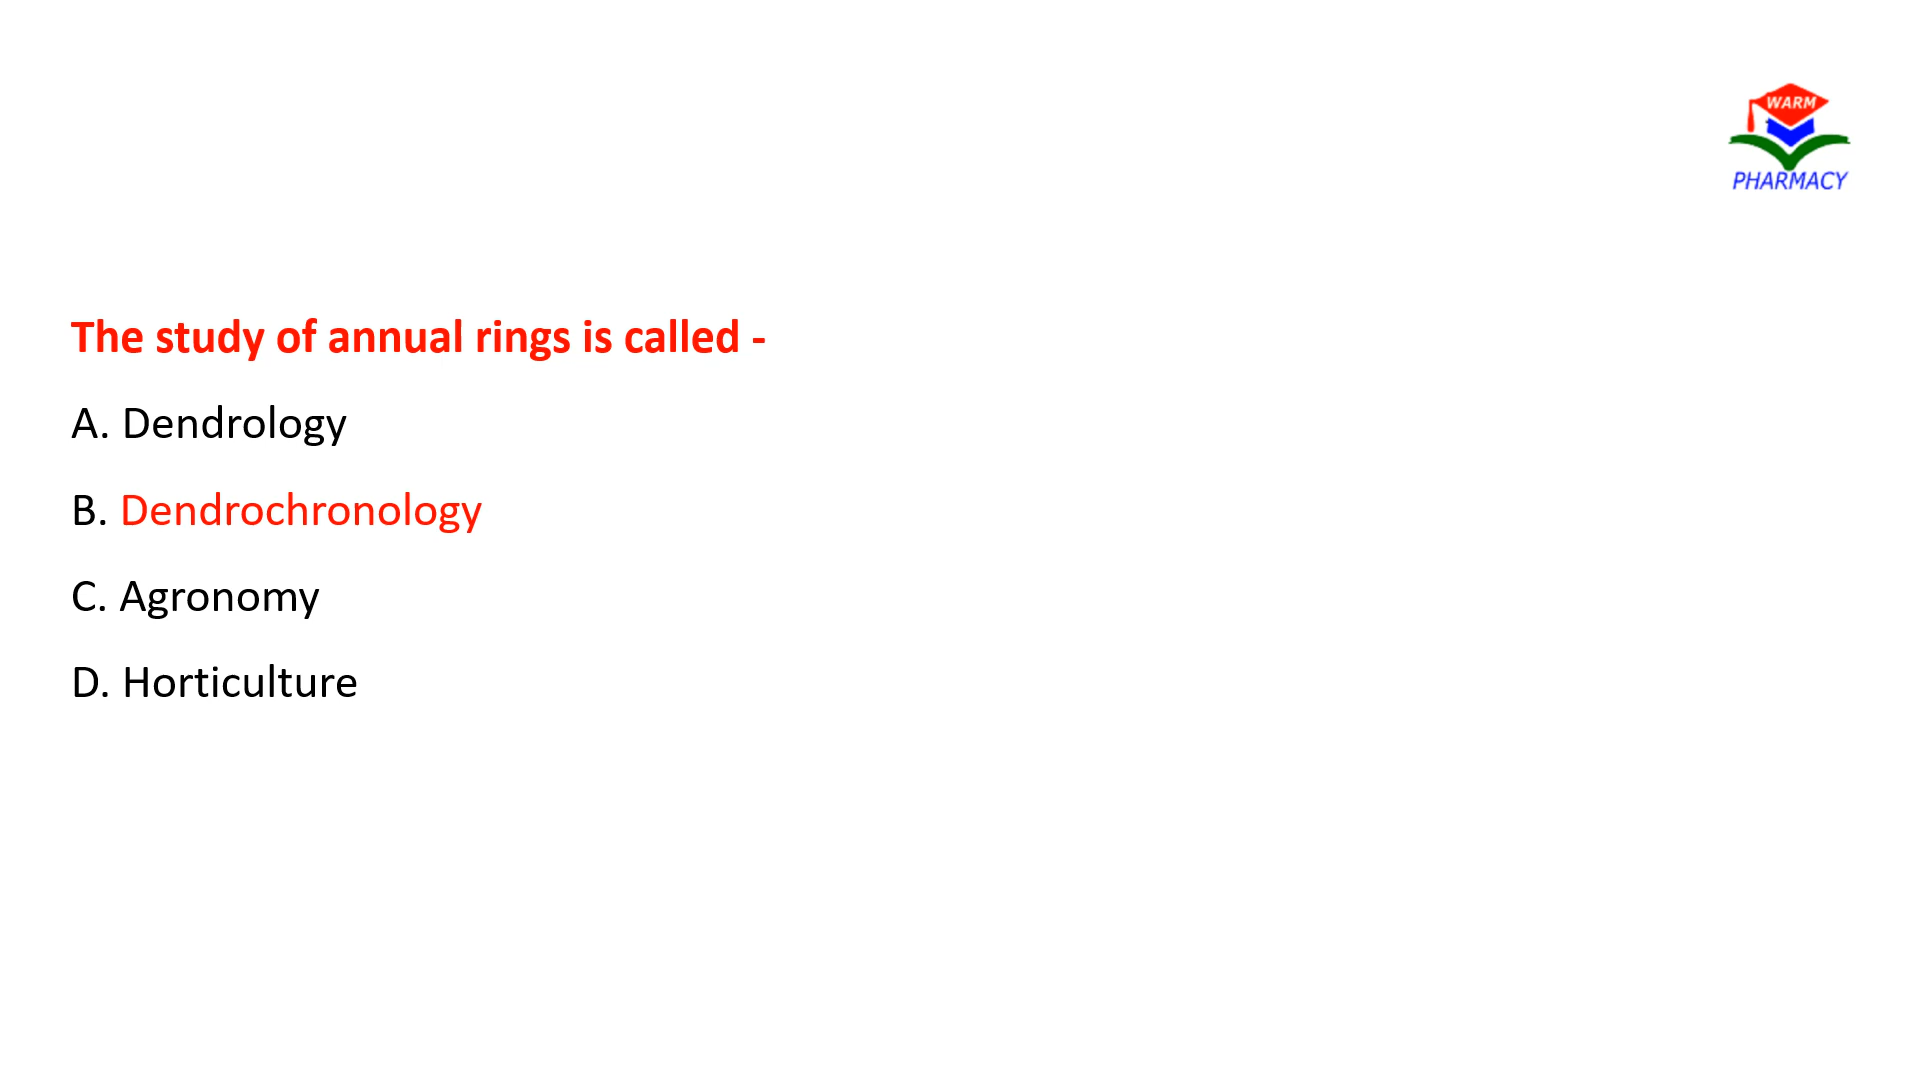 WARM
PHARMACY
The study of annual rings is called -
A. Dendrology
B. Dendrochronology
C. Agronomy
D. Horticulture